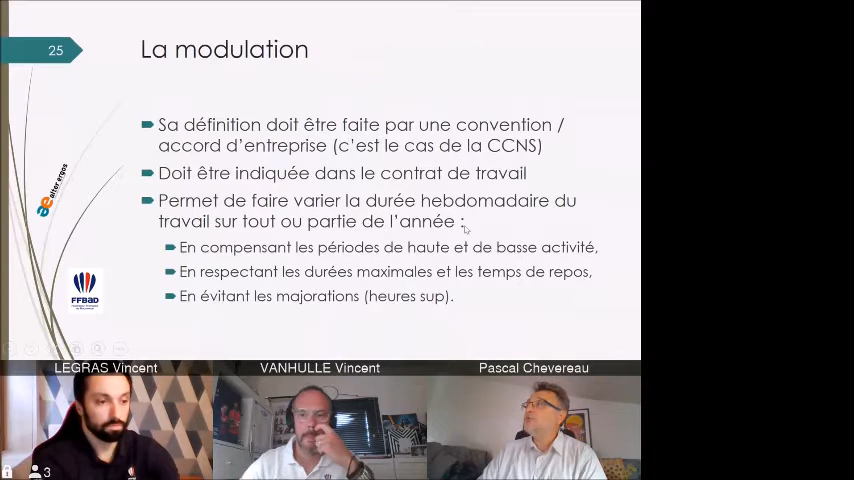 25
La modulation
Sa définition doit être faite par une convention /
accord d'entreprise (c'est le cas de la CCNS)
Doit être indiquée dans le contrat de travail
Permet de faire varier la durée hebdomadaire du
travail sur tout ou partie de l'année :
En compensant les périodes de haute et de basse activité,
En respectant les durées maximales et les temps de repos,
En évitant les majorations (heures sup).
ae alter ergos
FFBaD
LEGRAS Vincent
VANHULLE Vincent
Pascal Chevereau
3